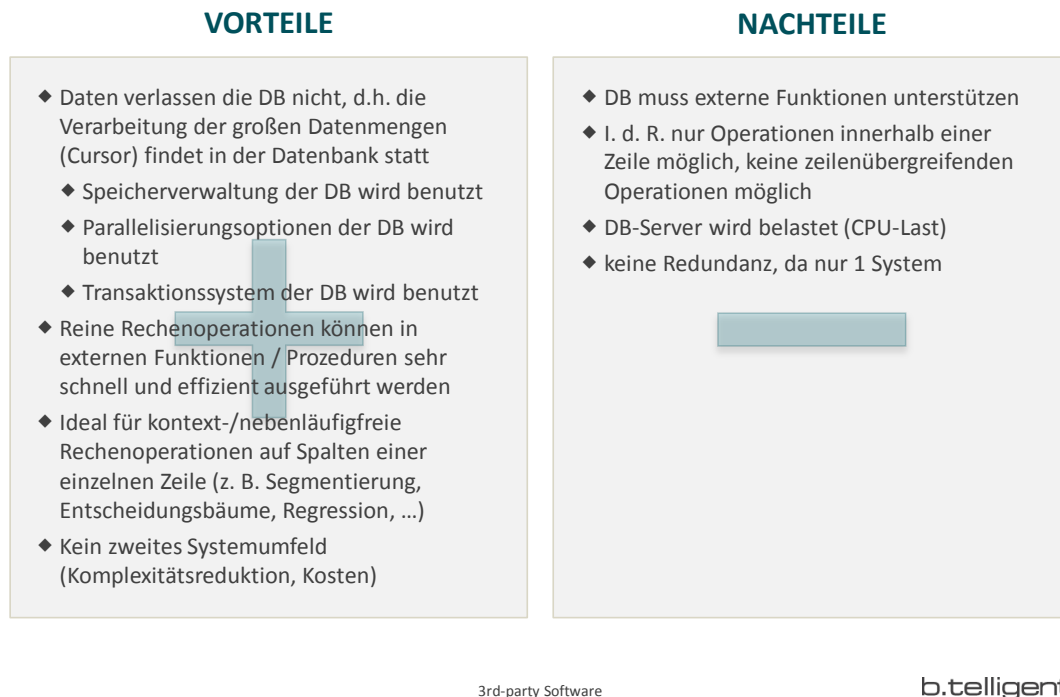 VORTEILE
◆ Daten verlassen die DB nicht, d.h. die
Verarbeitung der großen Datenmengen
(Cursor) findet in der Datenbank statt
◆ Speicherverwaltung der DB wird benutzt
◆ Parallelisierungsoptionen der DB wird
benutzt
◆ Transaktionssystem der DB wird benutzt
◆ Reine Rechenoperationen können in
externen Funktionen / Prozeduren sehr
schnell und effizient ausgeführt werden
◆ Ideal für kontext-/nebenläufigfreie
Rechenoperationen auf Spalten einer
einzelnen Zeile (z. B. Segmentierung,
Entscheidungsbäume, Regression, …)
◆ Kein zweites Systemumfeld
(Komplexitätsreduktion, Kosten)
NACHTEILE
◆ DB muss externe Funktionen unterstützen
◆ I. d. R. nur Operationen innerhalb einer
Zeile möglich, keine zeilenübergreifenden
Operationen möglich
◆ DB-Server wird belastet (CPU-Last)
◆ keine Redundanz, da nur 1 System
3rd-party Software
b.telligent